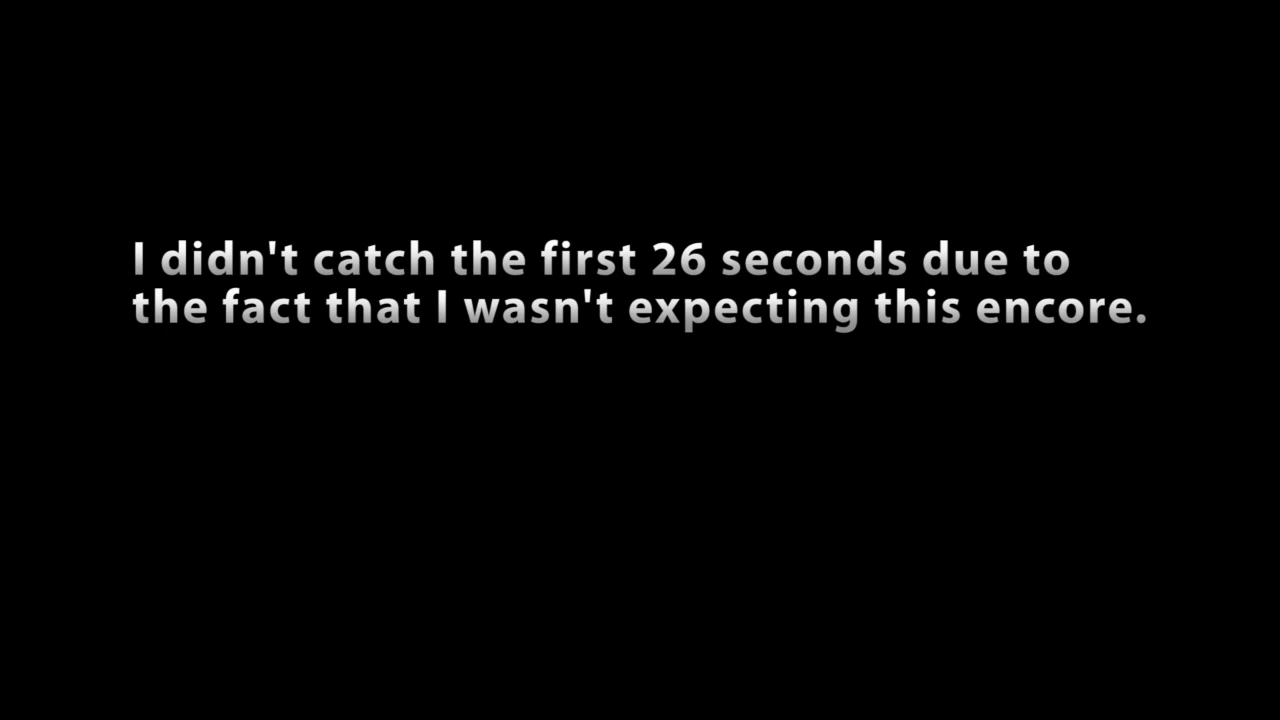 I didn't catch the first 26 seconds due to
the fact that I wasn't expecting this encore.